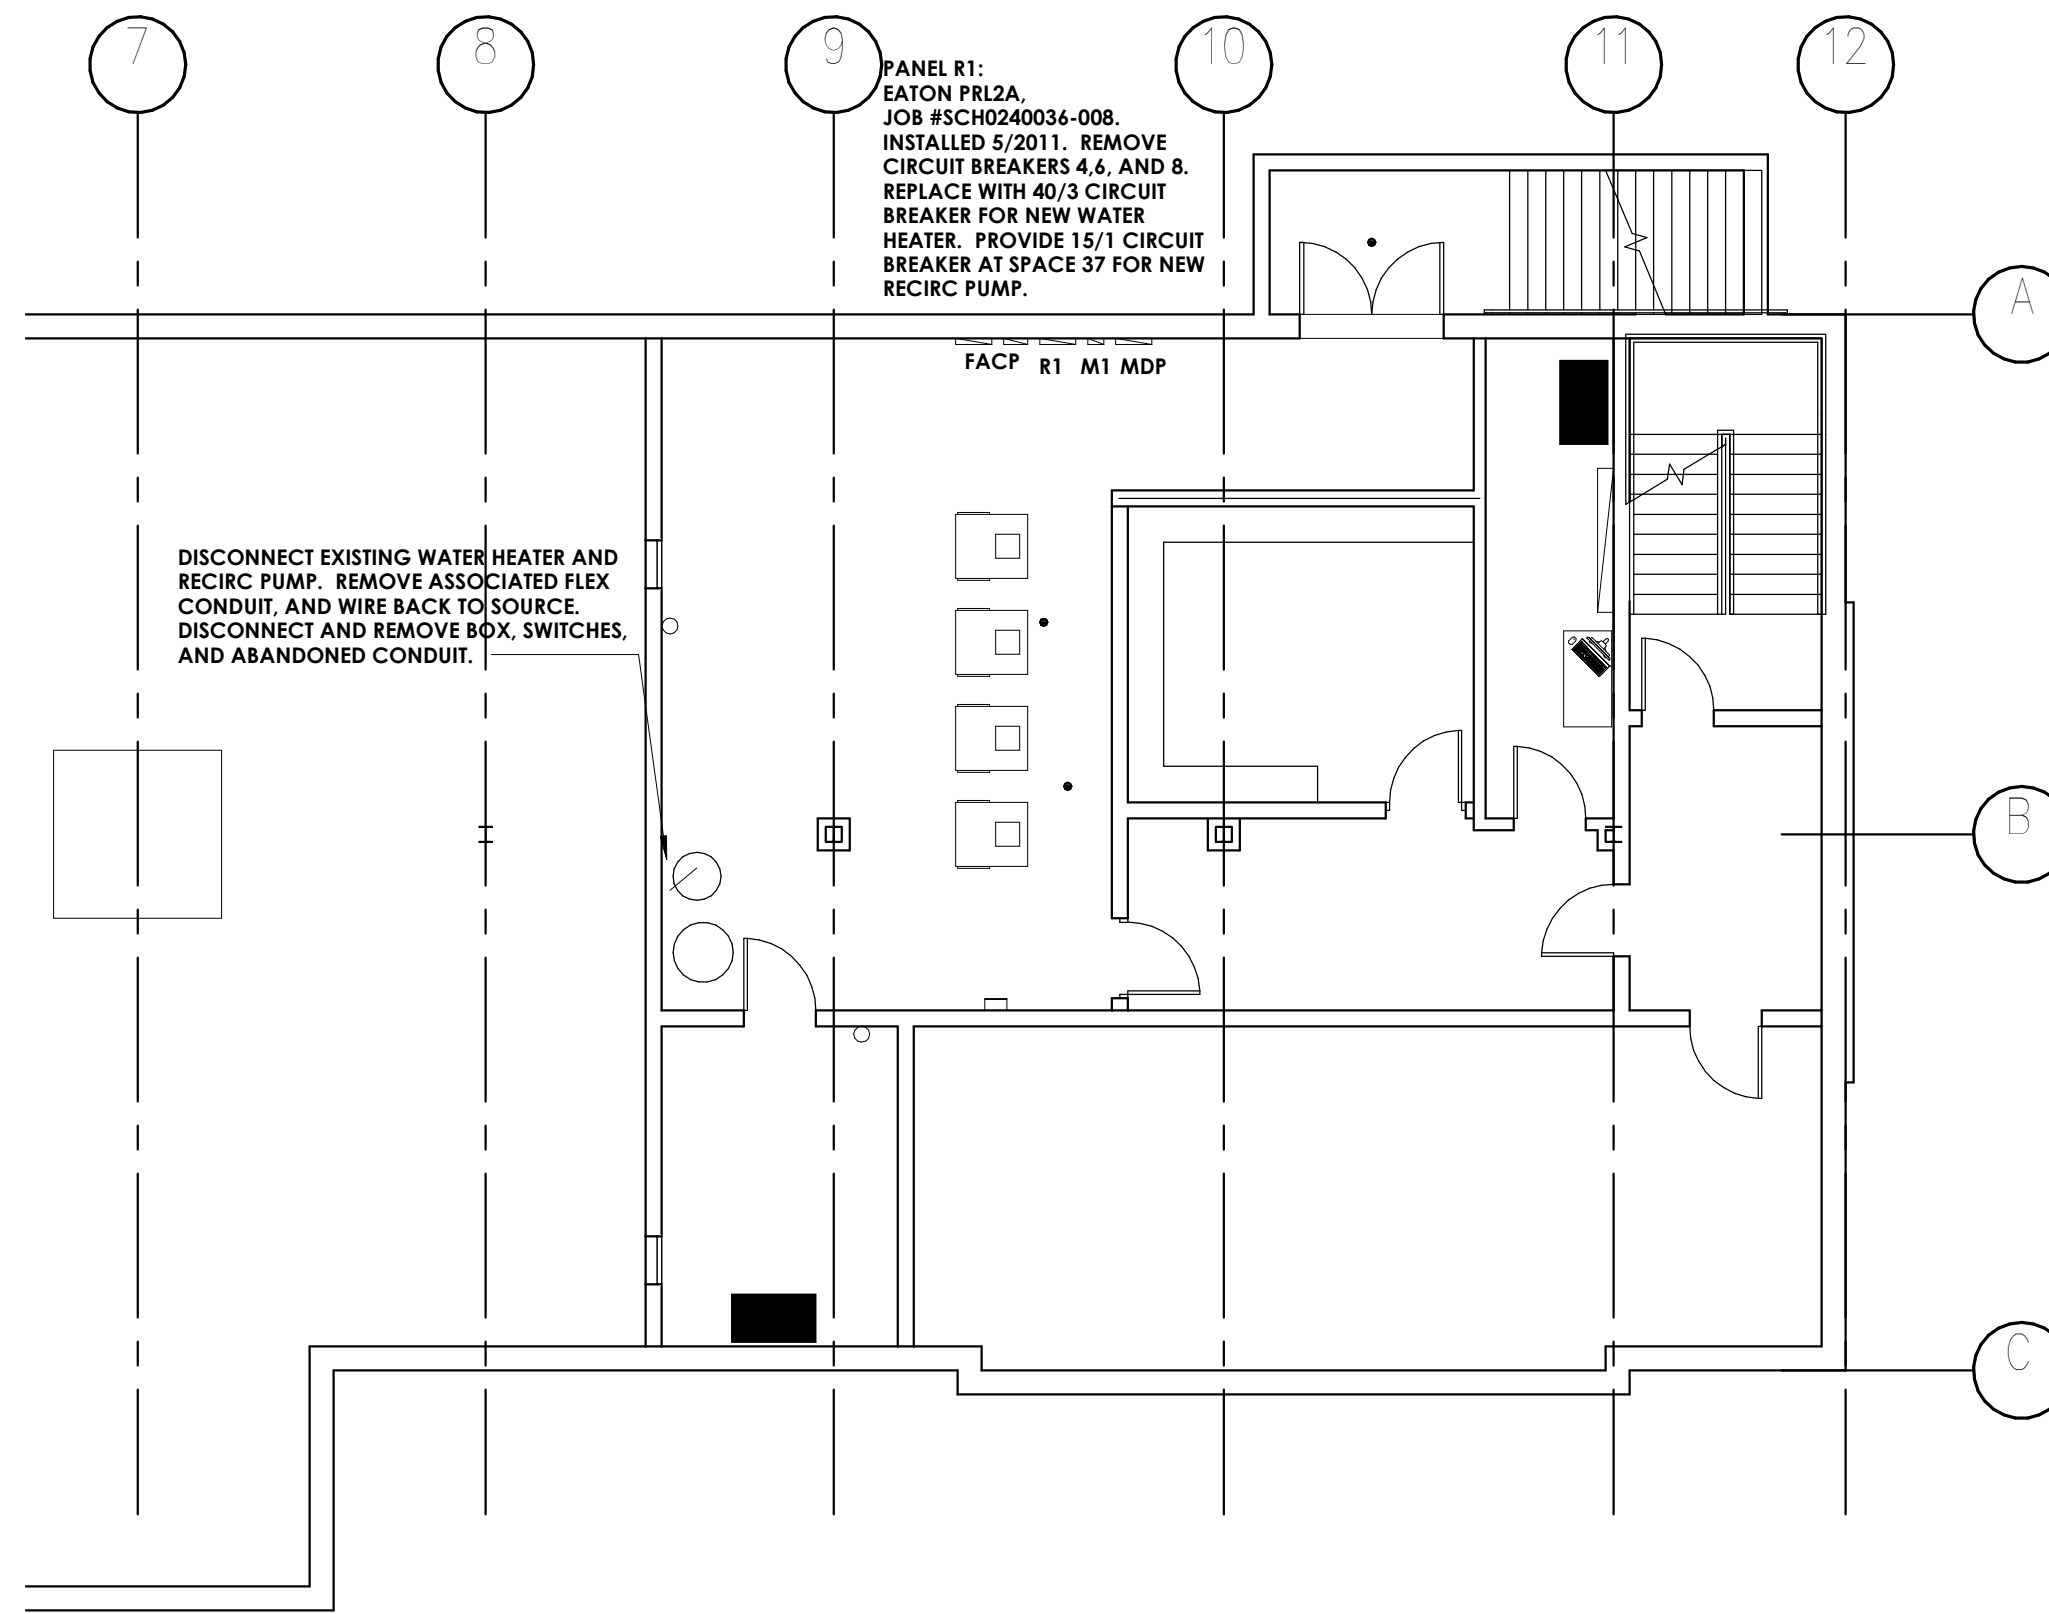 7
8
9
10
11
12
PANEL R1:
EATON PRL2A,
JOB #SCH0240036-008.
INSTALLED 5/2011.  REMOVE
CIRCUIT BREAKERS 4,6, AND 8.
REPLACE WITH 40/3 CIRCUIT
BREAKER FOR NEW WATER
HEATER.  PROVIDE 15/1 CIRCUIT
BREAKER AT SPACE 37 FOR NEW
RECIRC PUMP.
A
FACP R1 M1 MDP
DISCONNECT EXISTING WATER HEATER AND
RECIRC PUMP.  REMOVE ASSOCIATED FLEX
CONDUIT, AND WIRE BACK TO SOURCE.
DISCONNECT AND REMOVE BOX, SWITCHES,
AND ABANDONED CONDUIT.
B
C